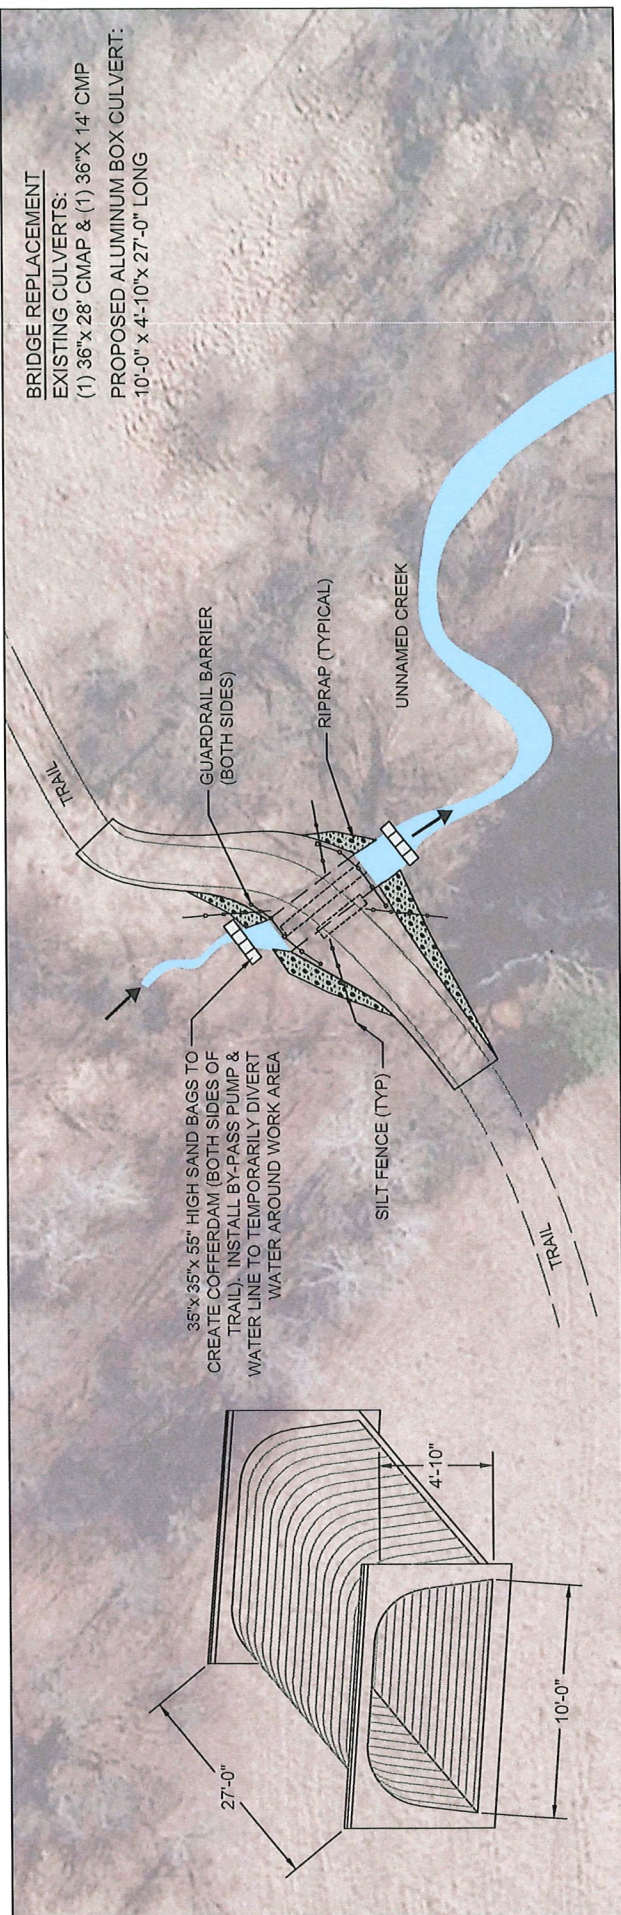 BRIDGE REPLACEMENT
EXISTING CULVERTS:
(1) 36"x 28' CMAP & (1) 36"X 14' CMP
PROPOSED ALUMINUM BOX CULVERT:
10'-0" x 4'-10"x 27'-0" LONG
TRAIL
GUARDRAIL BARRIER
(BOTH SIDES)
RIPRAP (TYPICAL)
UNNAMED CREEK
35"x 35"x 55" HIGH SAND BAGS TO
CREATE COFFERDAM (BOTH SIDES OF
TRAIL). INSTALL BY-PASS PUMP &
WATER LINE TO TEMPORARILY DIVERT
WATER AROUND WORK AREA
SILT FENCE (TYP)
TRAIL
27'-0"
4'-10"
10'-0"